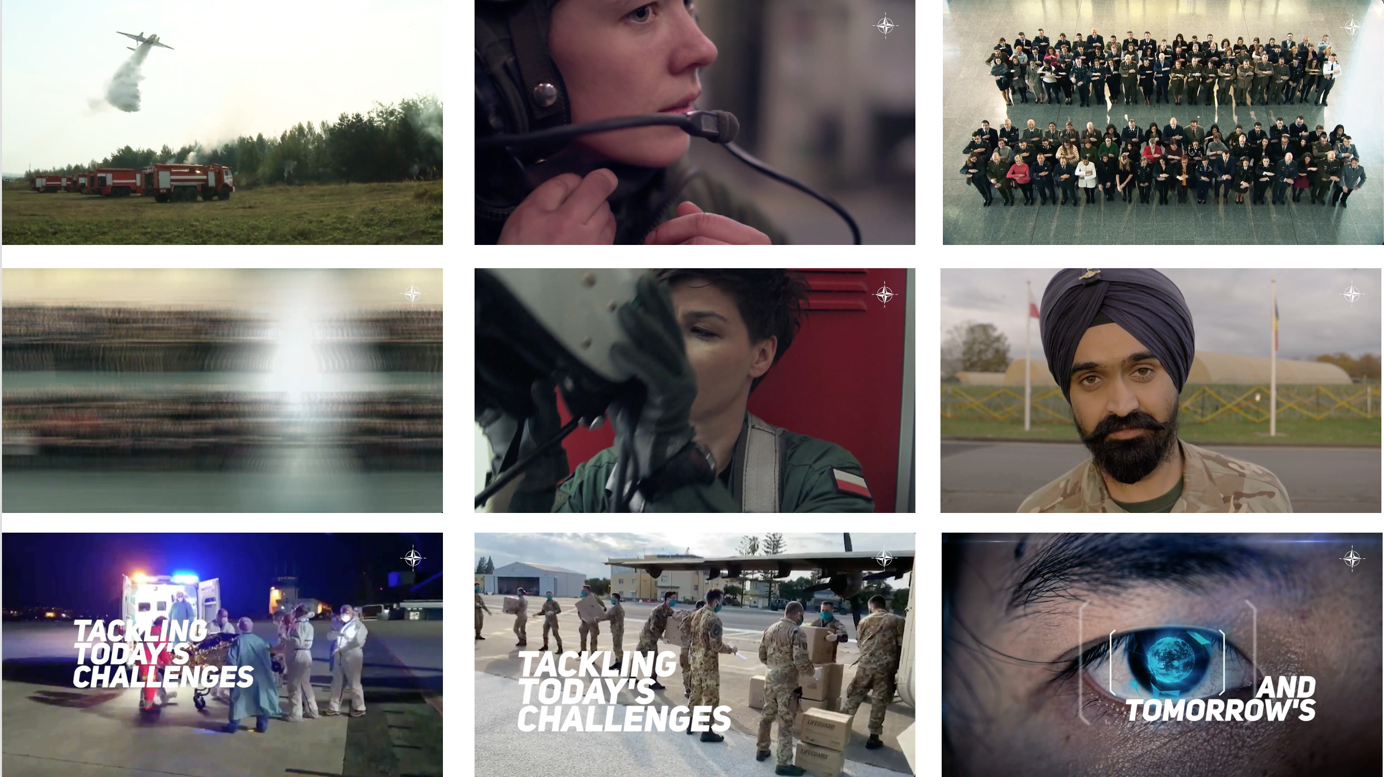 TACKLING
TODAY'S
CHALLENGES
TACKLING
TODAY'S
CHALLENGES
AND
TOMORROW'S